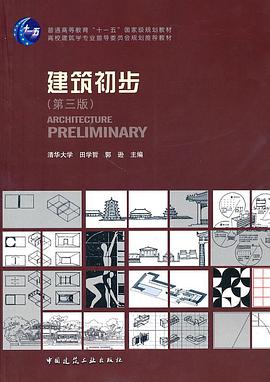 十一五
普通高等教育"十一五"国家级规划教材
高校建筑学专业指导委员会规划推荐教材
建筑初步
(第三版)
ARCHITECTURE
PRELIMINARY
清华大学 田学哲 郭逊 主编
中国建筑工业出版社